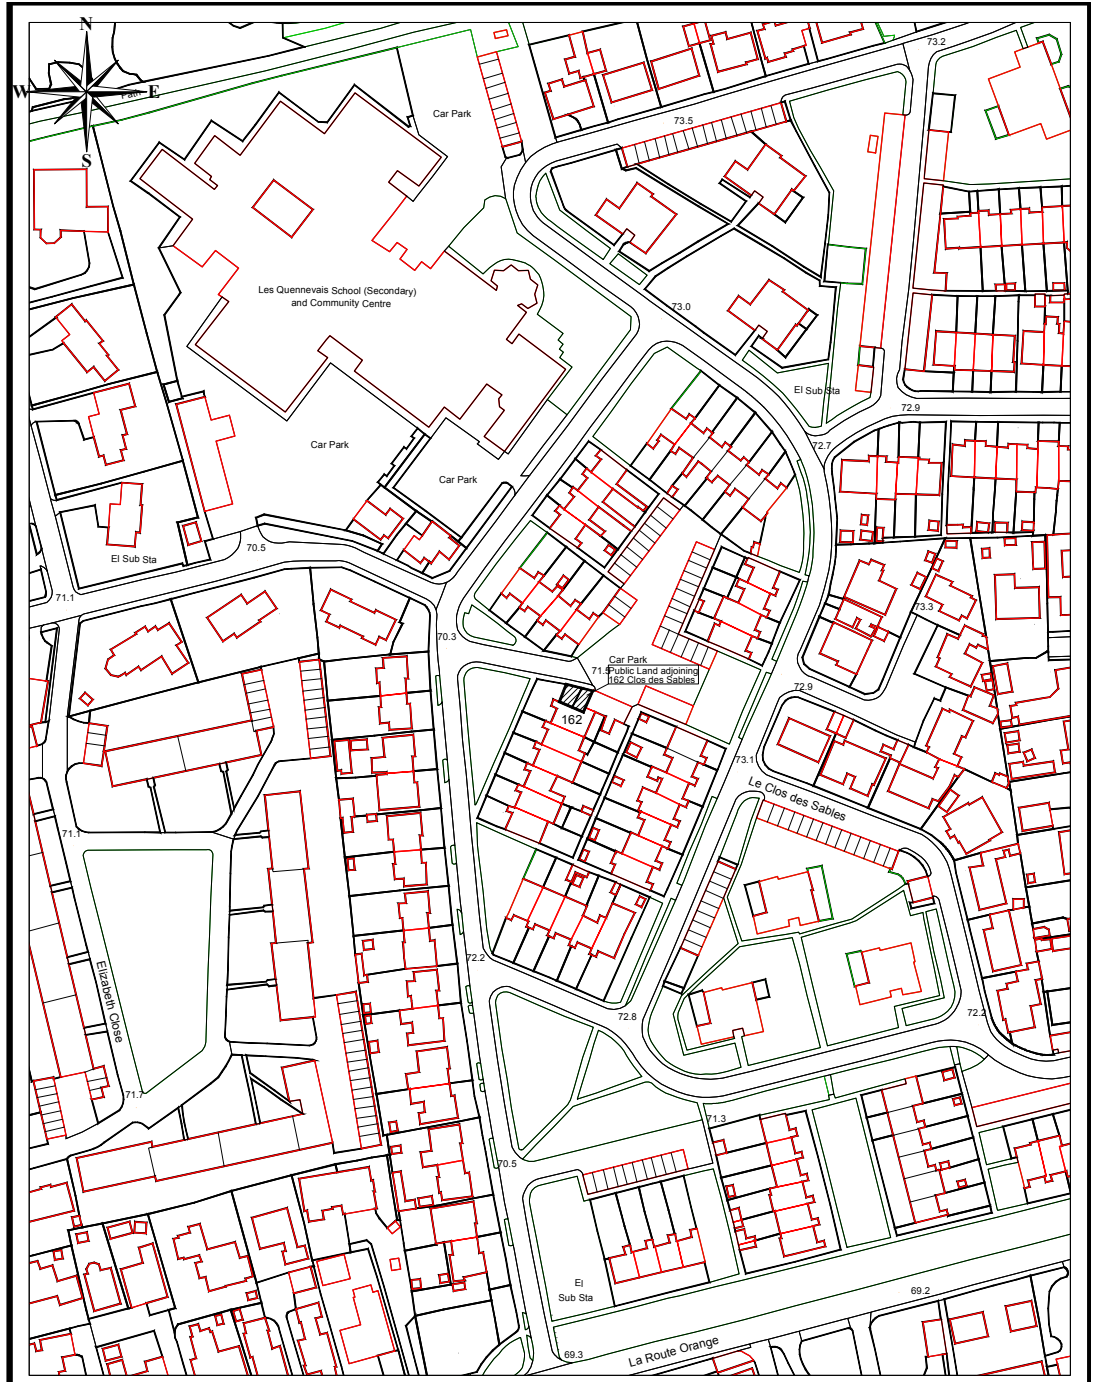 N
W
E
S
Path
73.2
Car Park
73.5
Les Quennevais School (Secondary)
and Community Centre
73.0
El Sub Sta
72.9
72.7
Car Park
Car Park
70.5
El Sub Sta
71.1
73.3
70.3
Car Park
71.5
Public Land adjoining
162 Clos des Sables
72.9
162
73.1
Le Clos des Sables
71.1
72.2
Elizabeth Close
72.8
72.2
71.7
71.3
70.5
El
Sub Sta
69.2
La Route Orange
69.3